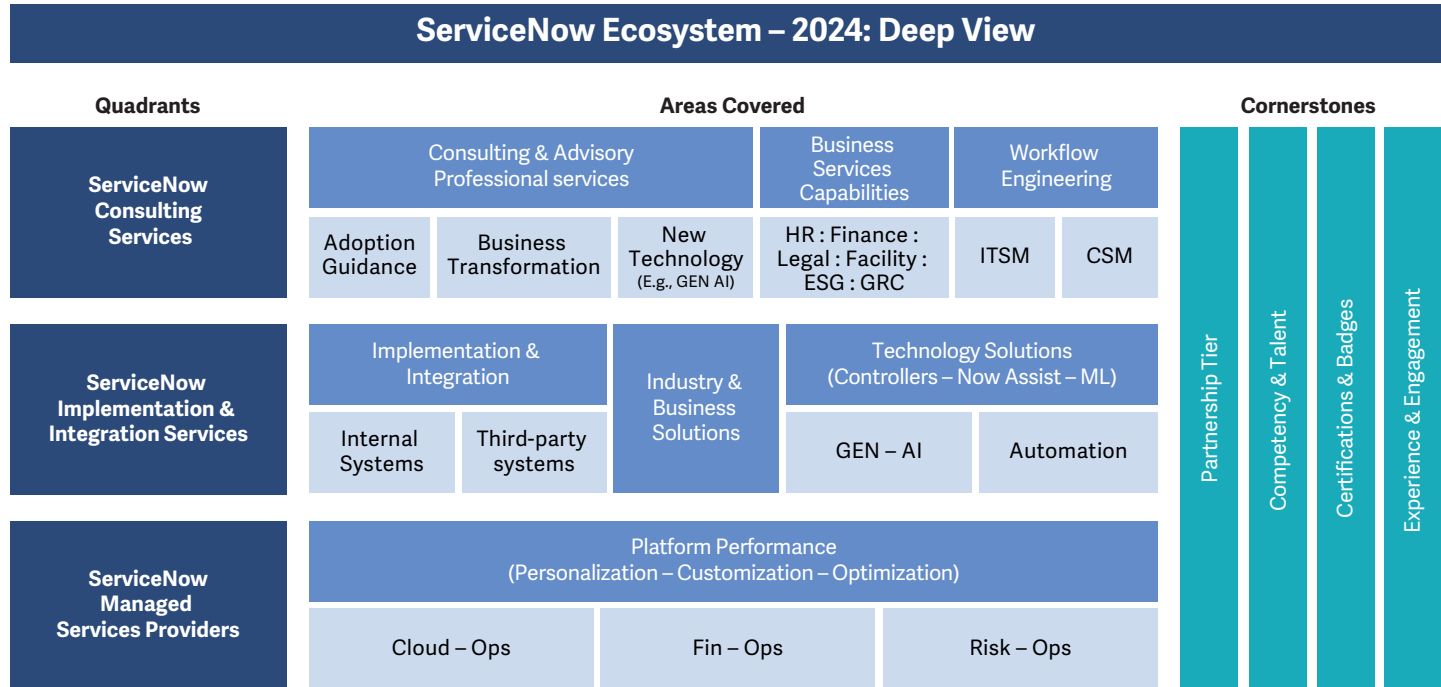 ServiceNow Ecosystem – 2024: Deep View
Quadrants
Areas Covered
Cornerstones
ServiceNow
Consulting
Services
Consulting & Advisory
Professional services
Business
Services
Capabilities
Workflow
Engineering
Adoption
Guidance
Business
Transformation
New
Technology
(E.g., GEN AI)
HR : Finance :
Legal : Facility :
ESG : GRC
ITSM
CSM
ServiceNow
Implementation &
Integration Services
Implementation &
Integration
Industry &
Business
Solutions
Technology Solutions
(Controllers – Now Assist – ML)
Internal
Systems
Third-party
systems
GEN – AI
Automation
ServiceNow
Managed
Services Providers
Platform Performance
(Personalization – Customization – Optimization)
Cloud – Ops
Fin – Ops
Risk – Ops
Partnership Tier
Competency & Talent
Certifications & Badges
Experience & Engagement